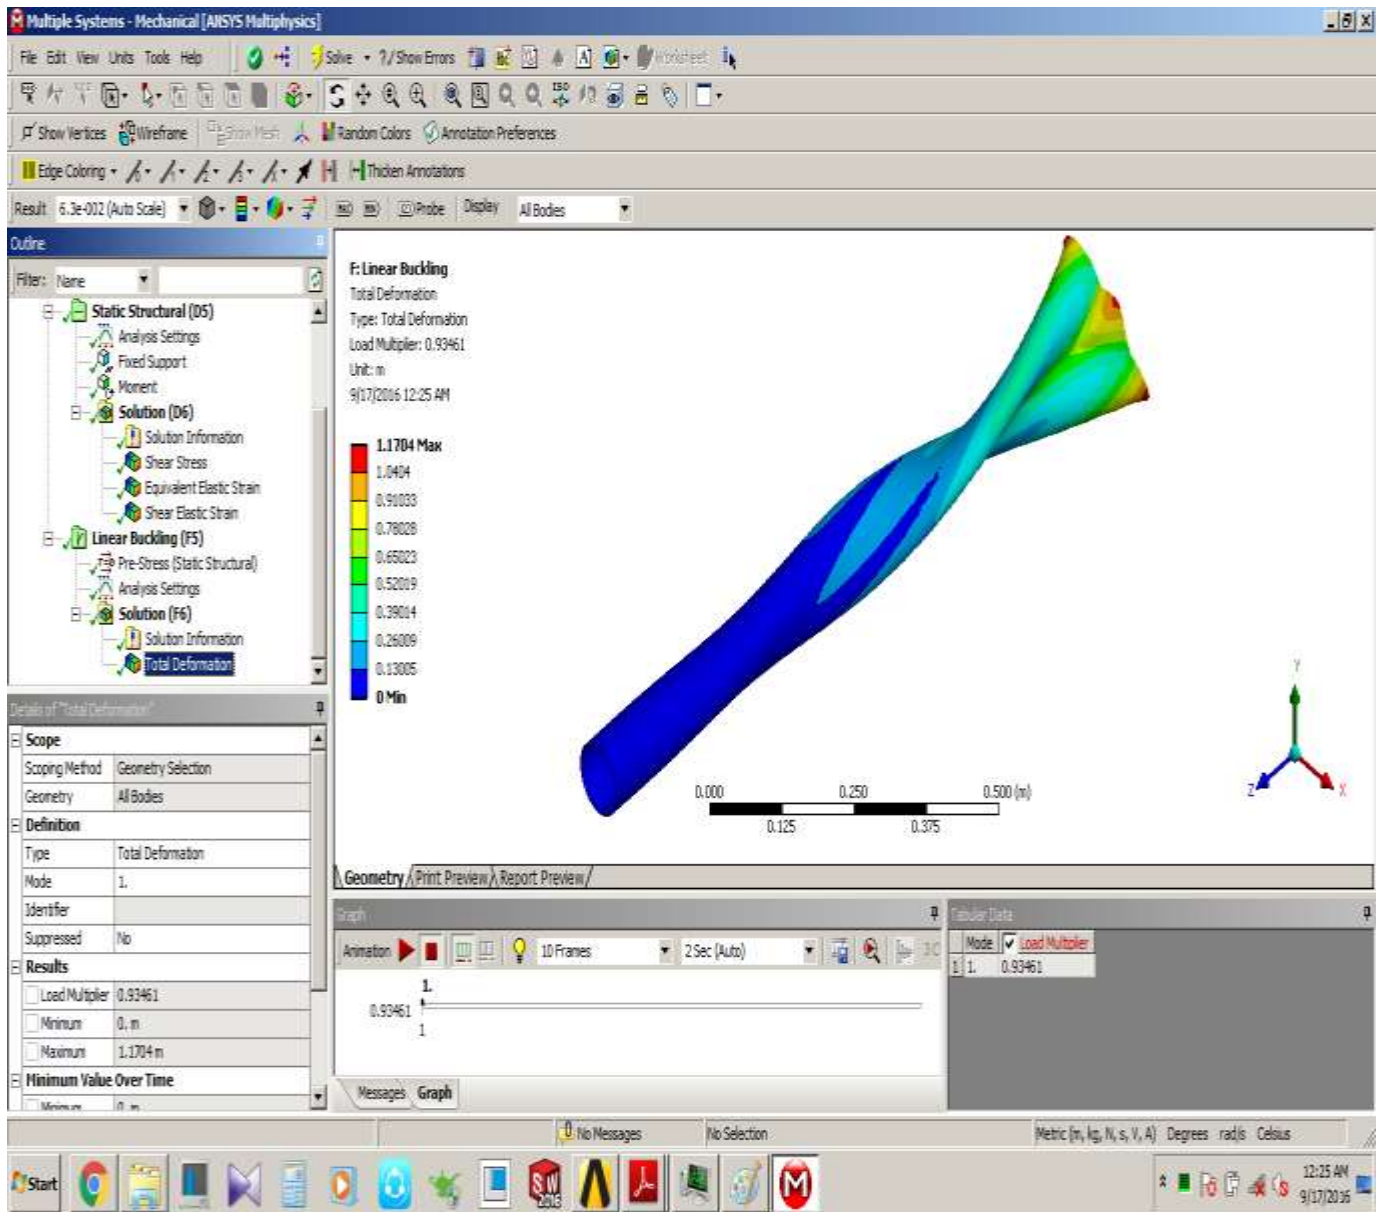 Multiple Systems - Mechanical [ANSYS Multiphysics]
File Edit View Units Tools Help
Solve ?/Show Errors Worksheet
Show Vertices Wireframe Show Mesh Random Colors Annotation Preferences
Edge Coloring Thicken Annotations
Result 6.3e-002 (Auto Scale) Probe Display All Bodies
Outline
Filter: Name
Static Structural (D5)
Analysis Settings
Fixed Support
Moment
Solution (D6)
Solution Information
Shear Stress
Equivalent Elastic Strain
Shear Elastic Strain
Linear Buckling (F5)
Pre-Stress (Static Structural)
Analysis Settings
Solution (F6)
Solution Information
Total Deformation
Details of "Total Deformation"
Scope
Scoping Method Geometry Selection
Geometry All Bodies
Definition
Type Total Deformation
Mode 1.
Identifier
Suppressed No
Results
Load Multiplier 0.93461
Minimum 0. m
Maximum 1.1704 m
Minimum Value Over Time
Minimum 0. m
F: Linear Buckling
Total Deformation
Type: Total Deformation
Load Multiplier: 0.93461
Unit: m
9/17/2016 12:25 AM
1.1704 Max
1.0404
0.91033
0.78028
0.65023
0.52019
0.39014
0.26009
0.13005
0 Min
0.000 0.250 0.500 (m)
0.125 0.375
Y
Z X
Geometry Print Preview Report Preview
Graph
Animation 10 Frames 2 Sec (Auto)
1.
0.93461
1
Messages Graph
Tabular Data
Mode Load Multiplier
1 1. 0.93461
No Messages No Selection Metric (m, kg, N, s, V, A) Degrees rad/s Celsius
Start SW 2016 12:25 AM
9/17/2016